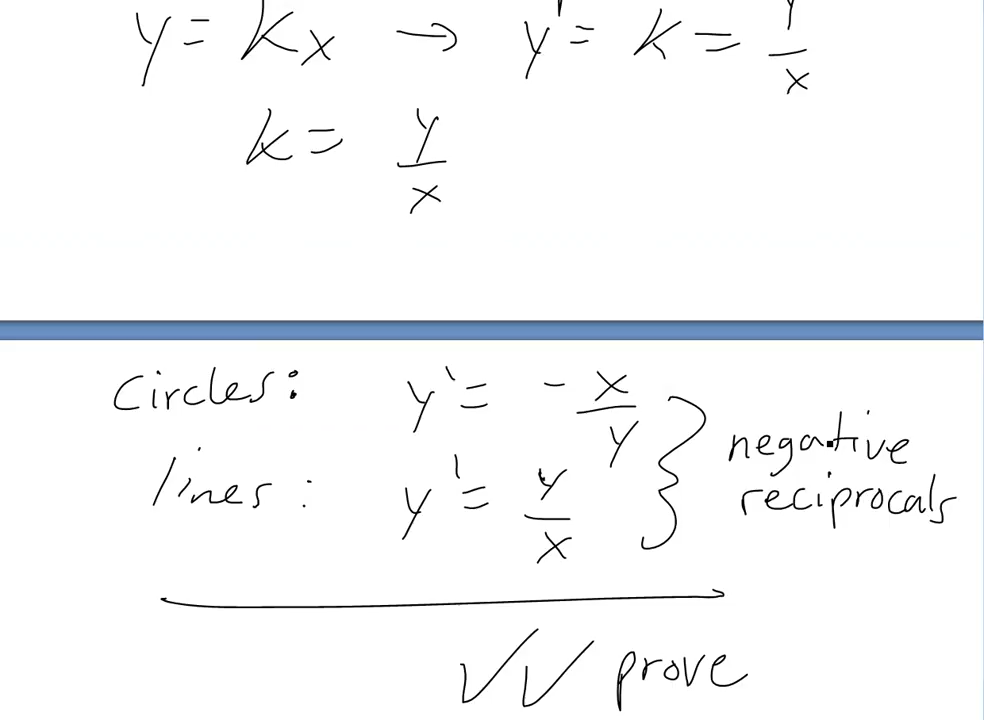 y = kx → y' = k = y/x
k = y/x
circles: y' = - x/y
lines: y' = y/x
} negative reciprocals
✓✓ prove